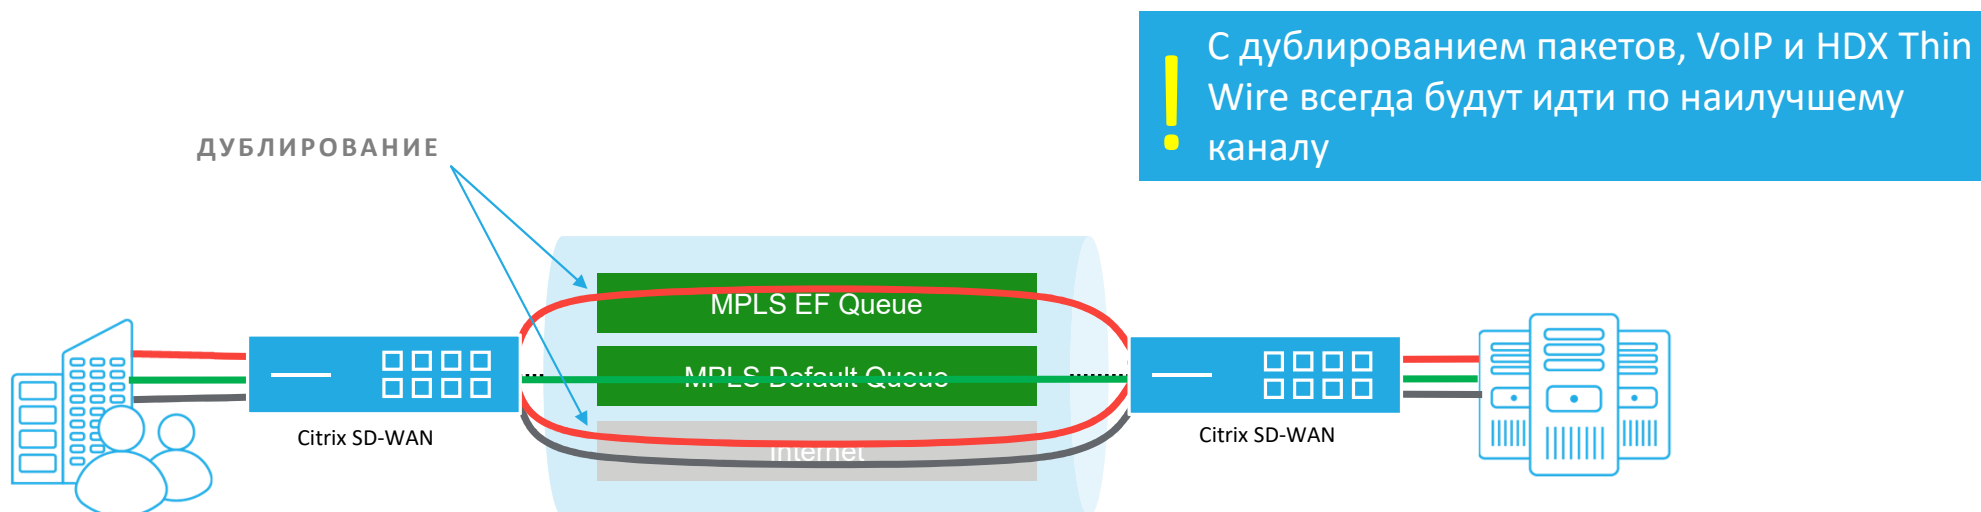 С дублированием пакетов, VoIP и HDX Thin
Wire всегда будут идти по наилучшему
каналу
!
ДУБЛИРОВАНИЕ
MPLS EF Queue
MPLS Default Queue
Internet
Citrix SD-WAN
Citrix SD-WAN